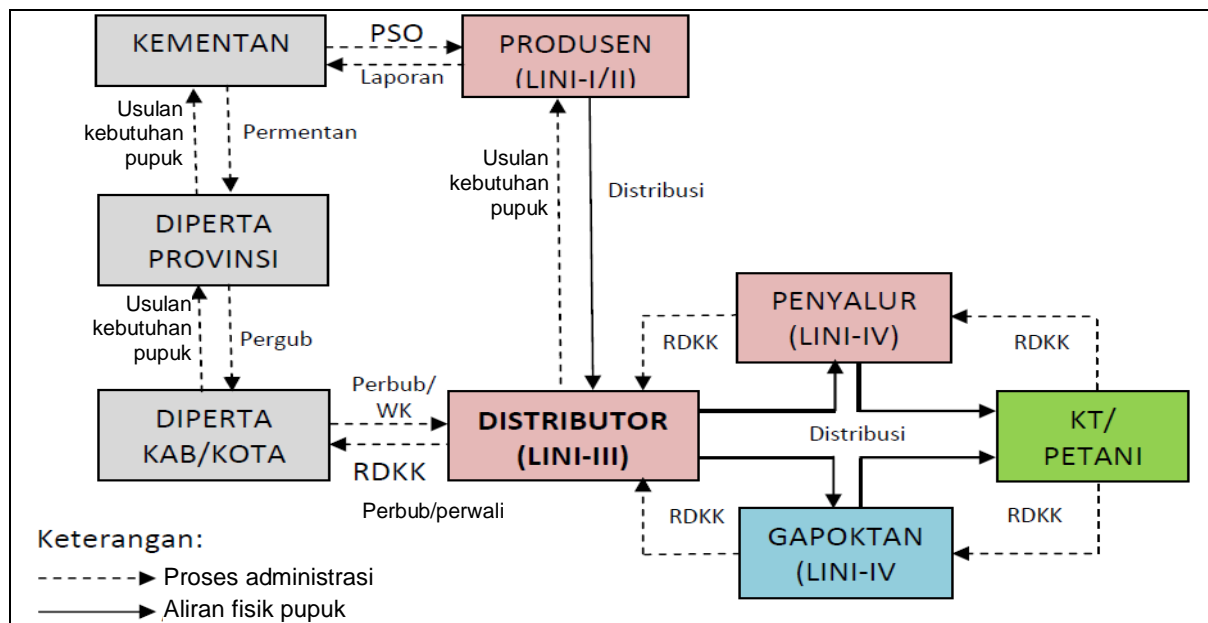 KEMENTAN
PSO
Laporan
PRODUSEN
(LINI-I/II)
Usulan
kebutuhan
pupuk
Permentan
Usulan
kebutuhan
pupuk
Distribusi
DIPERTA
PROVINSI
Usulan
kebutuhan
pupuk
Pergub
PENYALUR
(LINI-IV)
RDKK
RDKK
DIPERTA
KAB/KOTA
Perbub/
WK
RDKK
Perbub/perwali
DISTRIBUTOR
(LINI-III)
Distribusi
KT/
PETANI
RDKK
RDKK
GAPOKTAN
(LINI-IV
Keterangan:
Proses administrasi
Aliran fisik pupuk